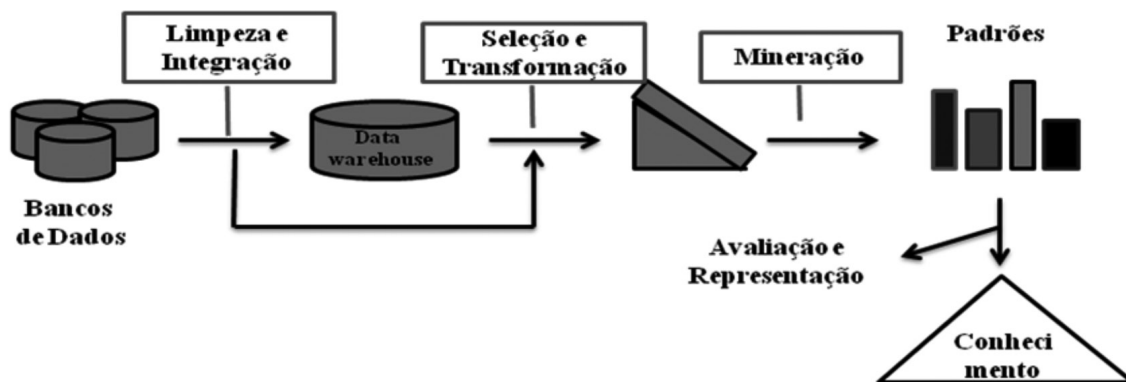 Limpeza e
Integração
Seleção e
Transformação
Mineração
Padrões
Data
warehouse
Bancos
de Dados
Avaliação e
Representação
Conheci
mento